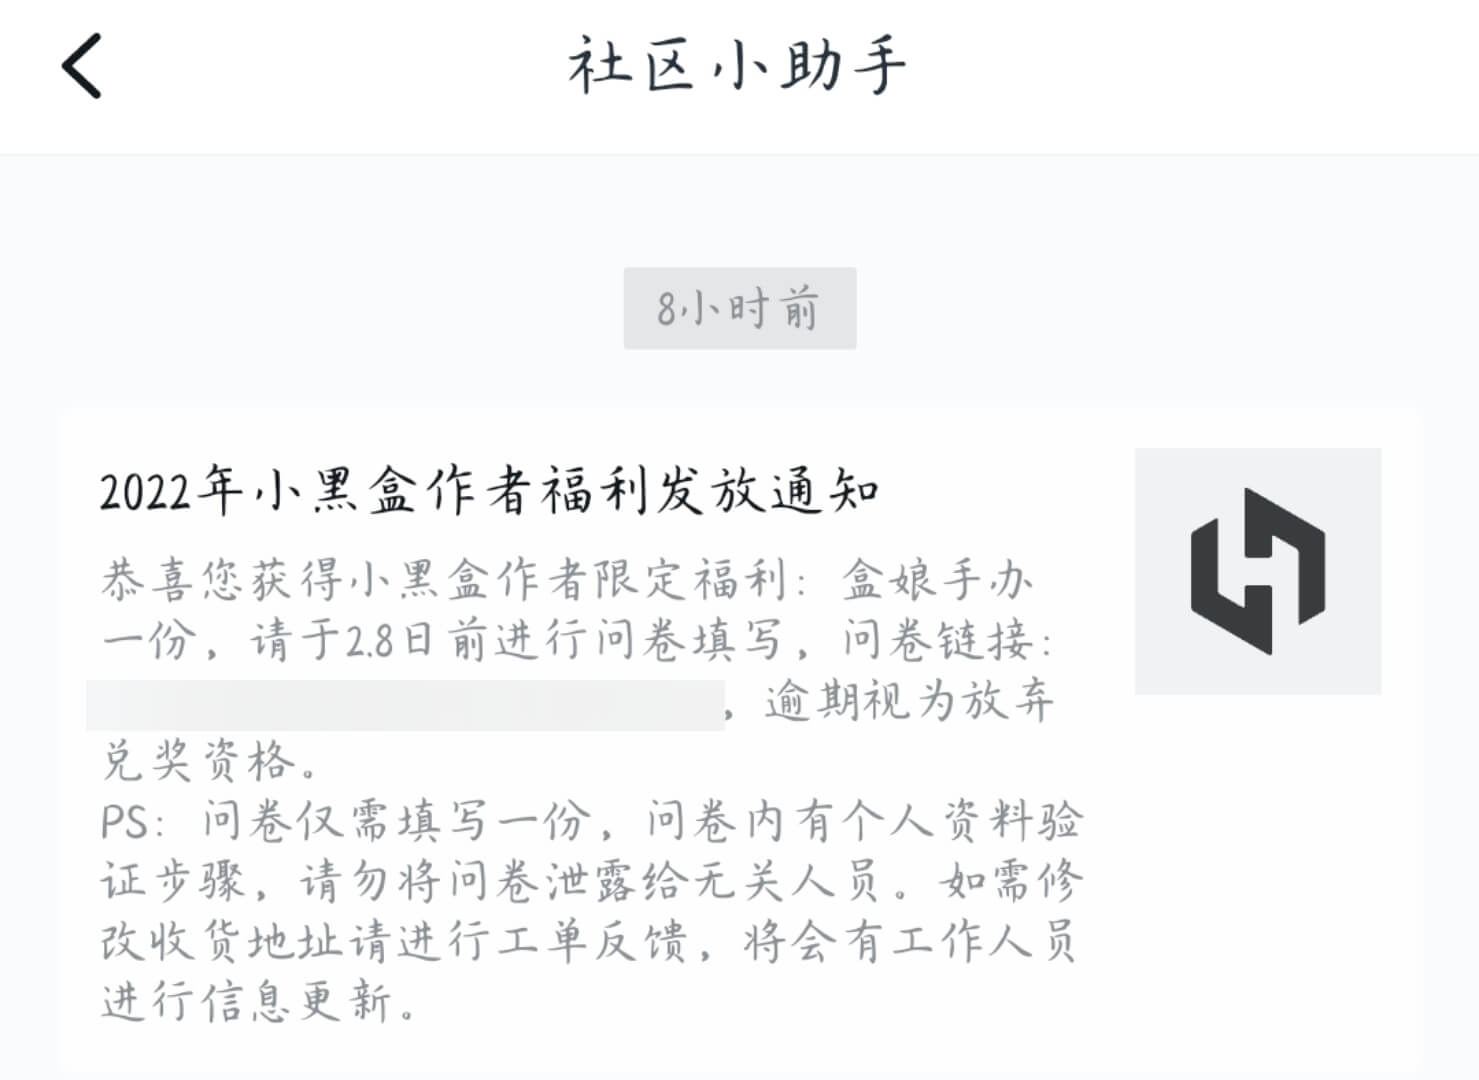 社区小助手
8小时前
2022年小黑盒作者福利发放通知
恭喜您获得小黑盒作者限定福利：盒娘手办
一份，请于2.8日前进行问卷填写，问卷链接：
，逾期视为放弃
兑奖资格。
PS：问卷仅需填写一份，问卷内有个人资料验
证步骤，请勿将问卷泄露给无关人员。如需修
改收货地址请进行工单反馈，将会有工作人员
进行信息更新。